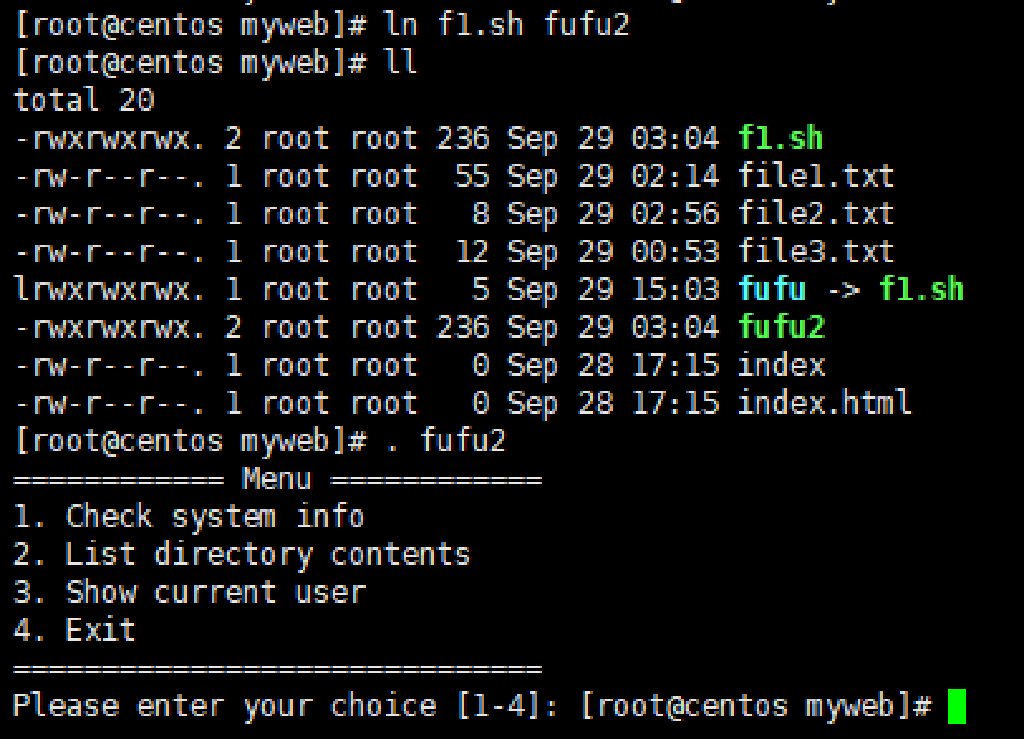 [root@centos myweb]# ln f1.sh fufu2
[root@centos myweb]# ll
total 20
-rwxrwxrwx. 2 root root 236 Sep 29 03:04 f1.sh
-rw-r--r--. 1 root root  55 Sep 29 02:14 file1.txt
-rw-r--r--. 1 root root   8 Sep 29 02:56 file2.txt
-rw-r--r--. 1 root root  12 Sep 29 00:53 file3.txt
lrwxrwxrwx. 1 root root   5 Sep 29 15:03 fufu -> f1.sh
-rwxrwxrwx. 2 root root 236 Sep 29 03:04 fufu2
-rw-r--r--. 1 root root   0 Sep 28 17:15 index
-rw-r--r--. 1 root root   0 Sep 28 17:15 index.html
[root@centos myweb]# . fufu2
============ Menu ============
1. Check system info
2. List directory contents
3. Show current user
4. Exit
==============================
Please enter your choice [1-4]: [root@centos myweb]#